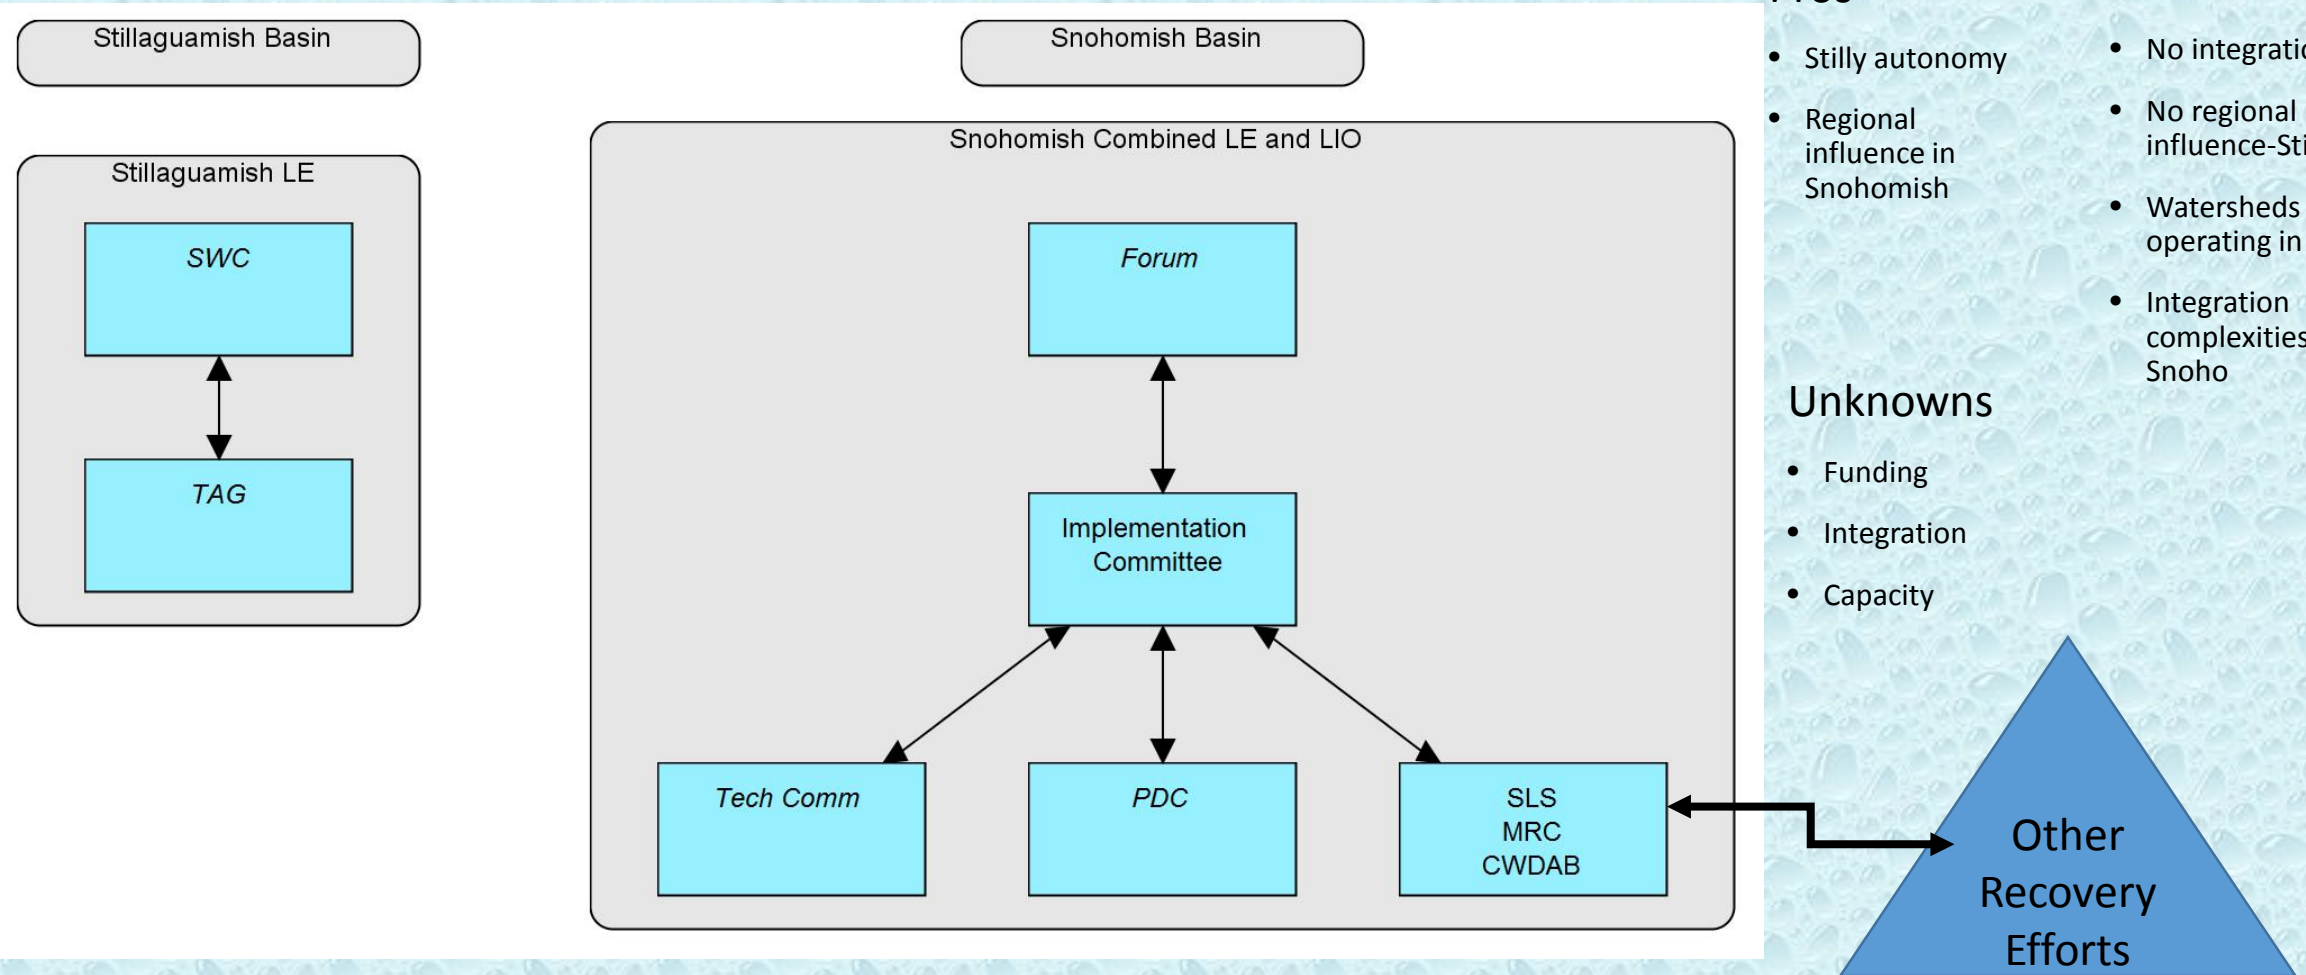 Stillaguamish Basin
Snohomish Basin
Stillaguamish LE
SWC
TAG
Snohomish Combined LE and LIO
Forum
Implementation
Committee
Tech Comm
PDC
SLS
MRC
CWDAB
• Stilly autonomy
• Regional
influence in
Snohomish
• No
• No regional
• Watersheds
operating in
• Integration
Snoho
Unknowns
• Funding
• Integration
• Capacity
Other
Recovery
Efforts